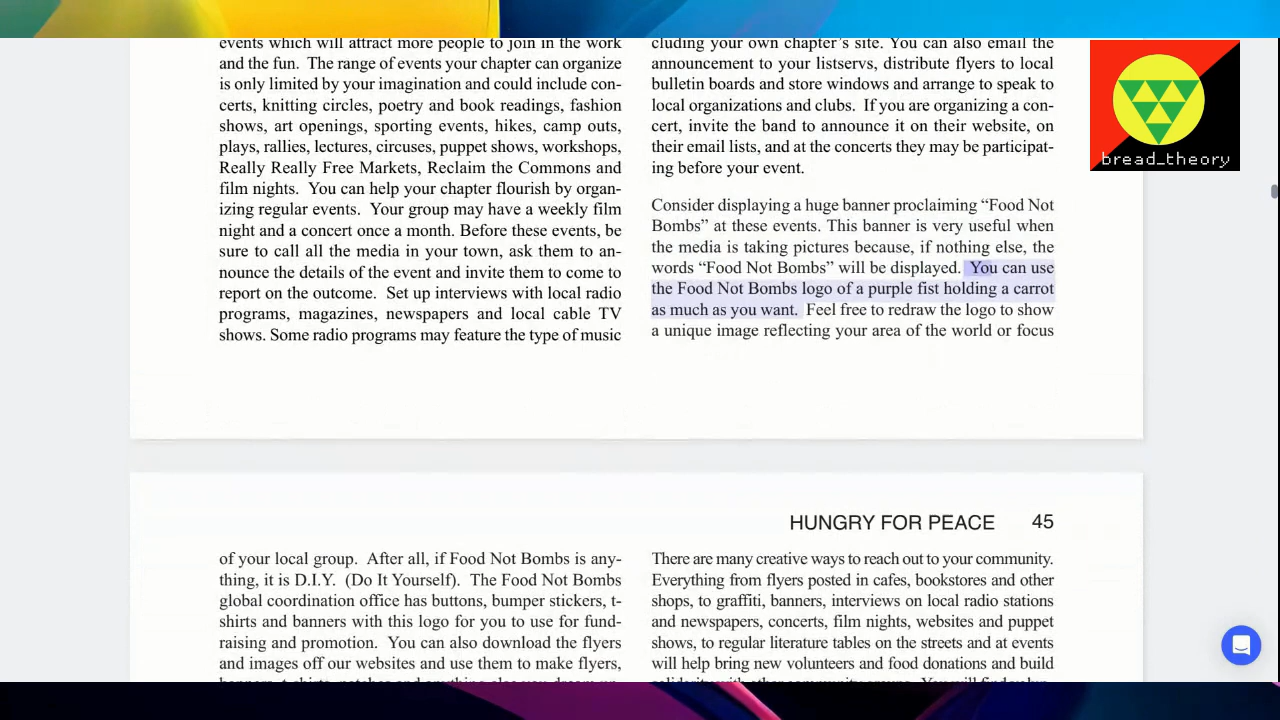 events which will attract more people to join in the work
and the fun. The range of events your chapter can organize
is only limited by your imagination and could include con-
certs, knitting circles, poetry and book readings, fashion
shows, art openings, sporting events, hikes, camp outs,
plays, rallies, lectures, circuses, puppet shows, workshops,
Really Really Free Markets, Reclaim the Commons and
film nights. You can help your chapter flourish by organ-
izing regular events. Your group may have a weekly film
night and a concert once a month. Before these events, be
sure to call all the media in your town, ask them to an-
nounce the details of the event and invite them to come to
report on the outcome. Set up interviews with local radio
programs, magazines, newspapers and local cable TV
shows. Some radio programs may feature the type of music
cluding your own chapter's site. You can also email the
announcement to your listservs, distribute flyers to local
bulletin boards and store windows and arrange to speak to
local organizations and clubs. If you are organizing a con-
cert, invite the band to announce it on their website, on
their email lists, and at the concerts they may be participat-
ing before your event.
Consider displaying a huge banner proclaiming “Food Not
Bombs” at these events. This banner is very useful when
the media is taking pictures because, if nothing else, the
words “Food Not Bombs” will be displayed. You can use
the Food Not Bombs logo of a purple fist holding a carrot
as much as you want. Feel free to redraw the logo to show
a unique image reflecting your area of the world or focus
bread_theory
HUNGRY FOR PEACE 45
of your local group. After all, if Food Not Bombs is any-
thing, it is D.I.Y. (Do It Yourself). The Food Not Bombs
global coordination office has buttons, bumper stickers, t-
shirts and banners with this logo for you to use for fund-
raising and promotion. You can also download the flyers
and images off our websites and use them to make flyers,
There are many creative ways to reach out to your community.
Everything from flyers posted in cafes, bookstores and other
shops, to graffiti, banners, interviews on local radio stations
and newspapers, concerts, film nights, websites and puppet
shows, to regular literature tables on the streets and at events
will help bring new volunteers and food donations and build